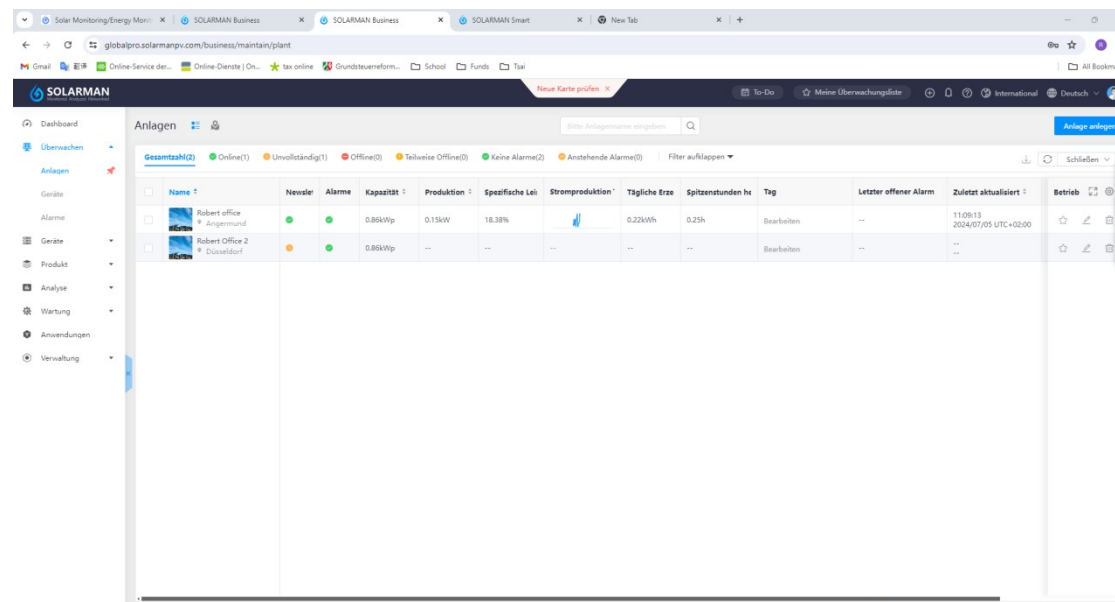 Solar Monitoring/Energy Monit SOLARMAN Business SOLARMAN Business SOLARMAN Smart New Tab
globalpro.solarmanpv.com/business/maintain/plant
Gmail Online-Service der... Online-Dienste | On... tax online Grundsteuerreform... School Funds Tsai All Bookm
SOLARMAN Neue Karte prüfen To-Do Meine Überwachungsliste International Deutsch
Dashboard
Überwachen
Anlagen
Geräte
Alarme
Geräte
Produkt
Analyse
Wartung
Anwendungen
Verwaltung
Anlagen Bitte Anlagenname eingeben Anlage anlegen
Gesamtzahl(2) Online(1) Unvollständig(1) Offline(0) Teilweise Offline(0) Keine Alarme(2) Anstehende Alarme(0) Filter aufklappen Schließen
Name Newslet Alarme Kapazität Produktion Spezifische Lei Stromproduktion Tägliche Erze Spitzenstunden he Tag Letzter offener Alarm Zuletzt aktualisiert Betrieb
Robert office 0.86kWp 0.15kW 18.38% 0.22kWh 0.25h Bearbeiten -- 11:09:13
Angermund 2024/07/05 UTC+02:00
Robert Office 2 0.86kWp -- -- -- -- -- Bearbeiten -- --
Düsseldorf --